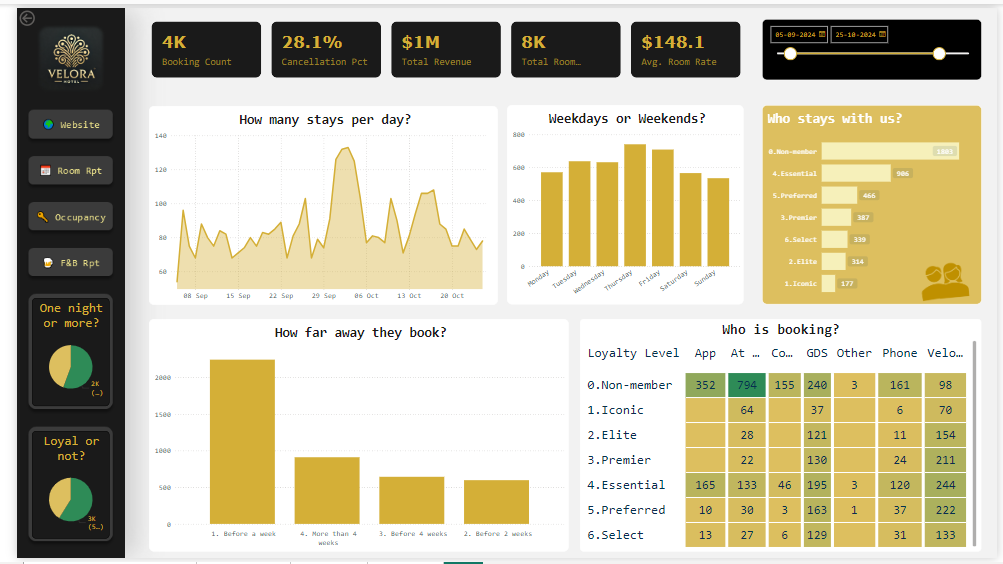 VELORA
HOTEL
Website
Room Rpt
Occupancy
F&B Rpt
One night
or more?
2K
(…)
Loyal or
not?
3K
(5…)
4K
Booking Count
28.1%
Cancellation Pct
$1M
Total Revenue
8K
Total Room…
$148.1
Avg. Room Rate
05-09-2024
25-10-2024
How many stays per day?
140
120
100
80
60
08 Sep 15 Sep 22 Sep 29 Sep 06 Oct 13 Oct 20 Oct
Weekdays or Weekends?
800
600
400
200
0
Monday Tuesday Wednesday Thursday Friday Saturday Sunday
Who stays with us?
0.Non-member 1803
4.Essential 906
5.Preferred 466
3.Premier 387
6.Select 339
2.Elite 314
1.Iconic 177
How far away they book?
2000
1500
1000
500
0
1. Before a week 4. More than 4 weeks 3. Before 4 weeks 2. Before 2 weeks
Who is booking?
Loyalty Level App At … Co… GDS Other Phone Velo…
0.Non-member 352 794 155 240 3 161 98
1.Iconic 64 37 6 70
2.Elite 28 121 11 154
3.Premier 22 130 24 211
4.Essential 165 133 46 195 3 120 244
5.Preferred 10 30 3 163 1 37 222
6.Select 13 27 6 129 31 133